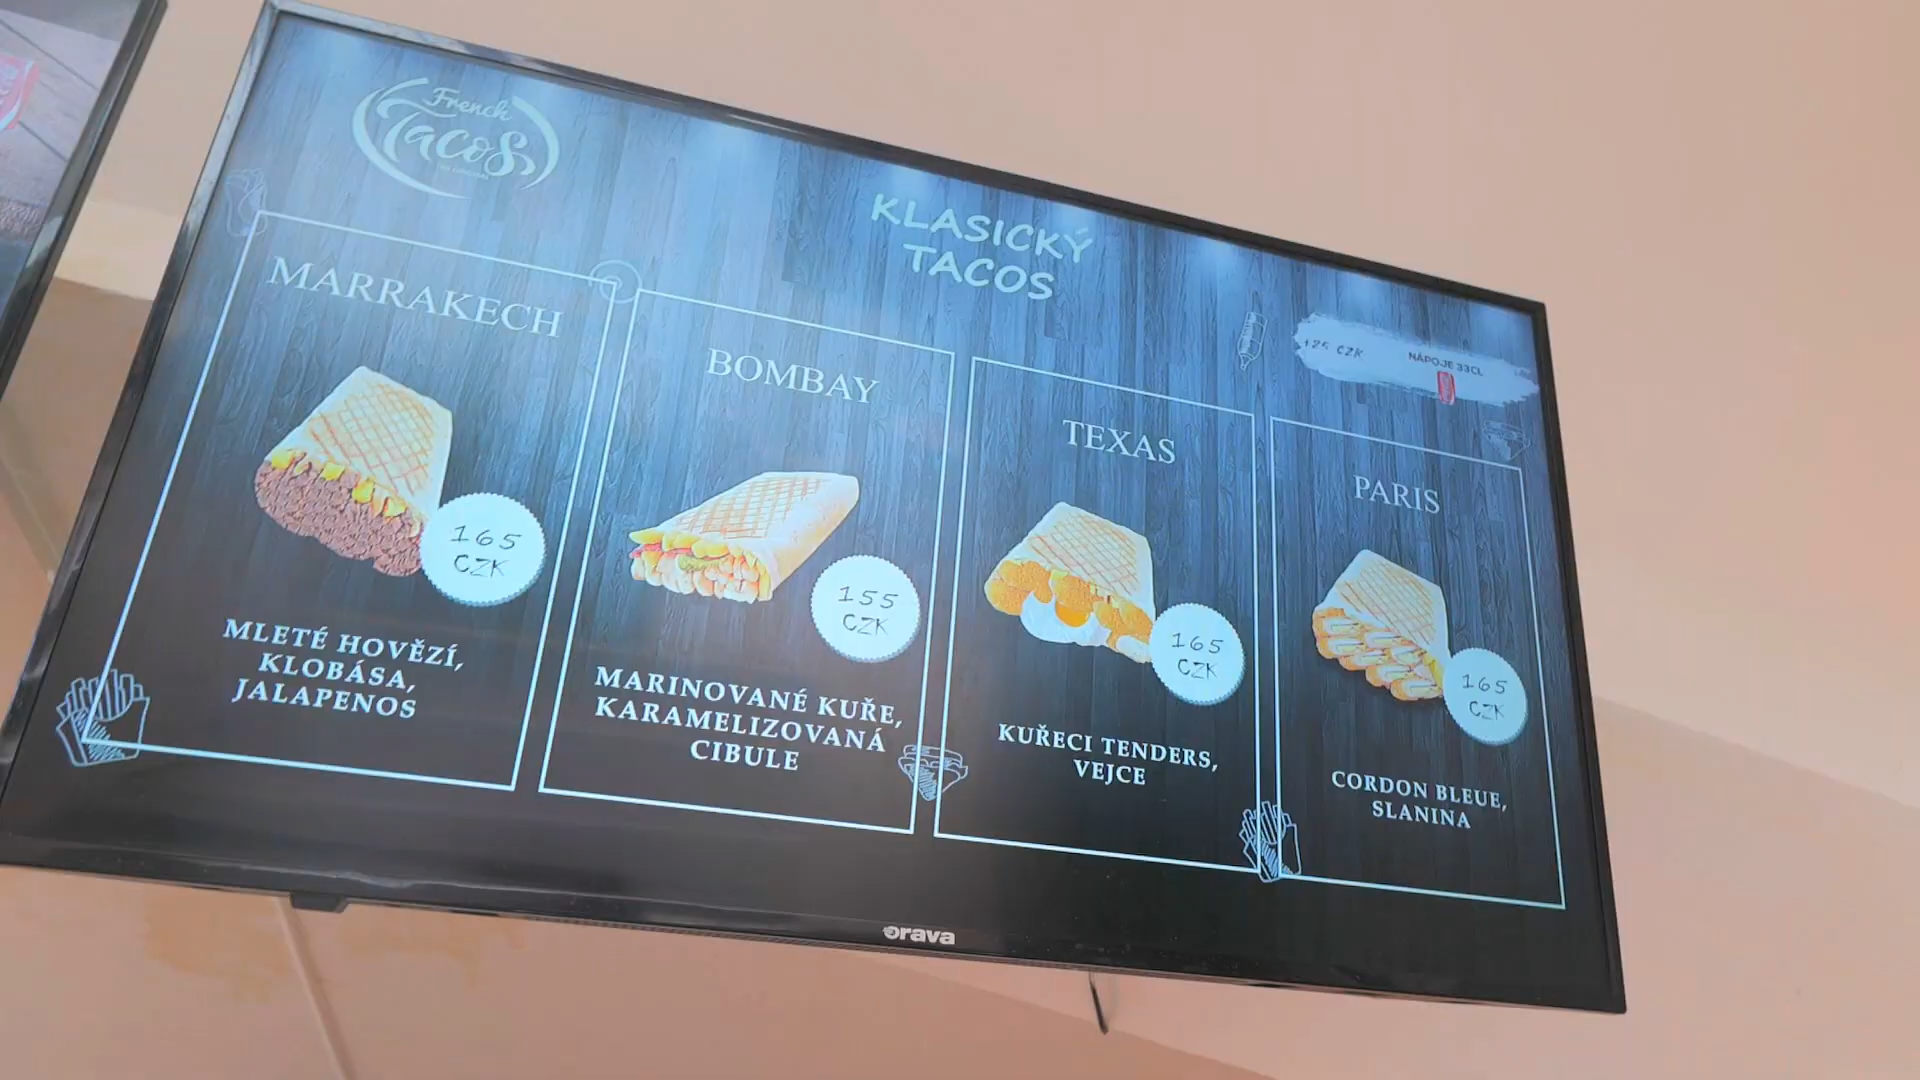 French
Tacos
KLASICKÝ
TACOS
NÁPOJE 33CL
MARRAKECH
165
CZK
MLETÉ HOVĚZÍ,
KLOBÁSA,
JALAPENOS
BOMBAY
155
CZK
MARINOVANÉ KUŘE,
KARAMELIZOVANÁ
CIBULE
TEXAS
165
CZK
KUŘECI TENDERS,
VEJCE
PARIS
165
CZK
CORDON BLEUE,
SLANINA
orava